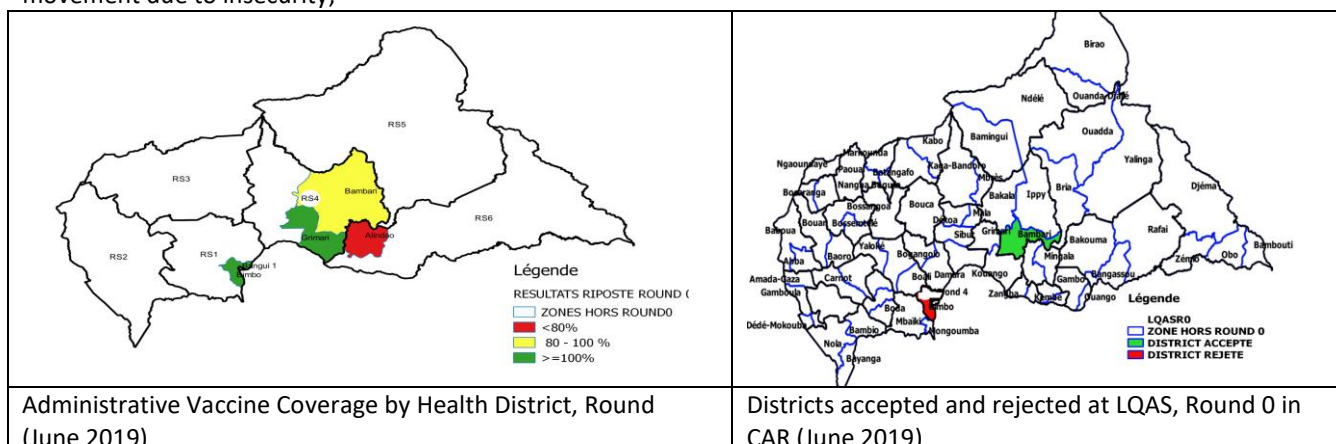 movement due to insecurity;
RS5
RS3
Bambari
RS4
RS6
Griman
Alindao
RS1
RS2
Bangui 1
Bimbo
Légende
RESULTATS RIPOSTE ROUND (
ZONES HORS ROUND0
<80%
80 - 100 %
>=100%
Administrative Vaccine Coverage by Health District, Round
(June 2019)
Birao
Ouanda-Djalé
Ndélé
Ouadda
Bamingui
Kabo
Yalinga
Markounda
Ngaoundaye
Kaga-Bandoro
Paoua
Batangafo
Djéma
Mbrès
Nangha Boguila
Ippy
Bria
Bocaranga
Bakala
Bossangoa
Bouca
Bouar
Bossemtélé
Dékoa
Mala
Rafai
Grimari
Bambari
Baboua
Sibut
Bakouma
Bambouti
Yaloké
Bogangolo
Obo
Abba
Baoro
Mingala
Zémio
Bangassou
Amada-Gaza
Carnot
Boali
Damara
Kouango
Gambo
Gamboula
Rond 4
Zangba
Kembé
Ouango
Bimbo
Boda
Dédé-Mokouba
Mbaïki
Mongoumba
Bambio
Nola
Bayanga
Légende
LQASR0
ZONE HORS ROUND 0
DISTRICT ACCEPTE
DISTRICT REJETE
Districts accepted and rejected at LQAS, Round 0 in
CAR (June 2019)